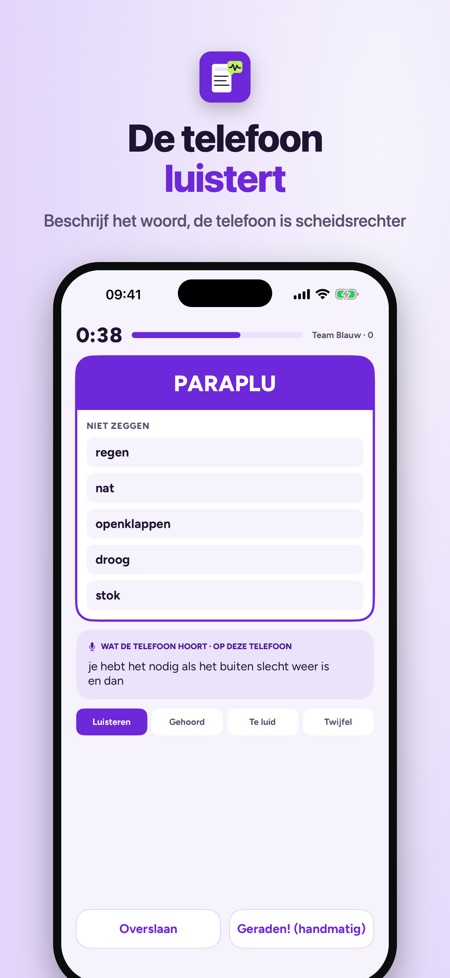 De telefoon
luistert
Beschrijf het woord, de telefoon is scheidsrechter
09:41
0:38
Team Blauw · 0
PARAPLU
NIET ZEGGEN
regen
nat
openklappen
droog
stok
WAT DE TELEFOON HOORT · OP DEZE TELEFOON
je hebt het nodig als het buiten slecht weer is
en dan
Luisteren
Gehoord
Te luid
Twijfel
Overslaan
Geraden! (handmatig)